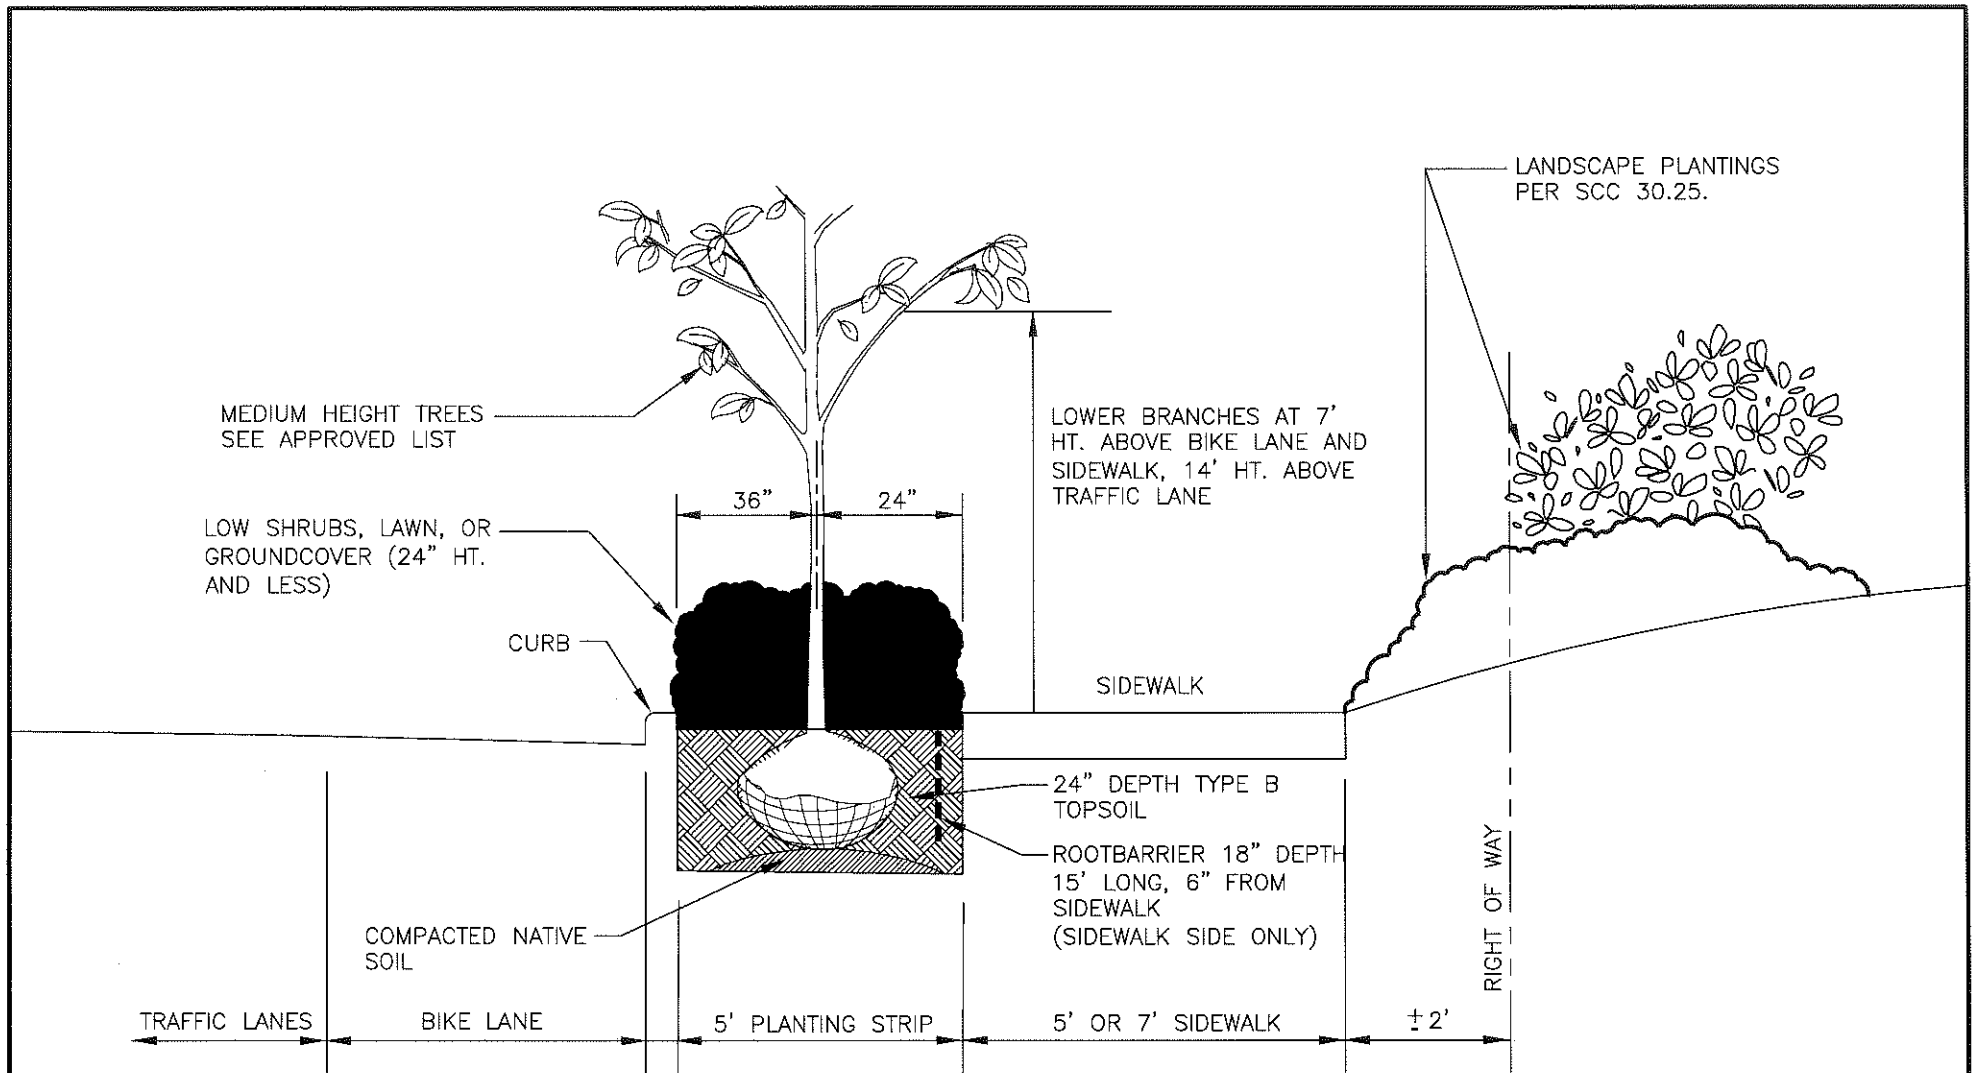 LANDSCAPE PLANTINGS
PER SCC 30.25.
MEDIUM HEIGHT TREES
SEE APPROVED LIST
LOWER BRANCHES AT 7'
HT. ABOVE BIKE LANE AND
SIDEWALK, 14' HT. ABOVE
TRAFFIC LANE
36"
24"
LOW SHRUBS, LAWN, OR
GROUNDCOVER (24" HT.
AND LESS)
CURB
SIDEWALK
24" DEPTH TYPE B
TOPSOIL
ROOTBARRIER 18" DEPTH
15' LONG, 6" FROM
SIDEWALK
(SIDEWALK SIDE ONLY)
COMPACTED NATIVE
SOIL
RIGHT OF WAY
TRAFFIC LANES
BIKE LANE
5' PLANTING STRIP
5' OR 7' SIDEWALK
±2'